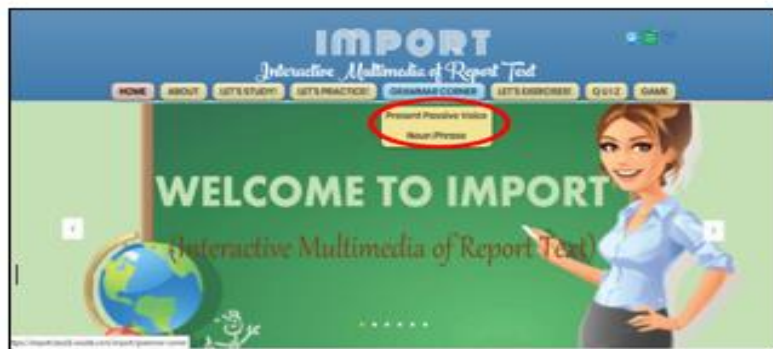 IMPORT
Interactive Multimedia of Report Text
HOME ABOUT LET'S STUDY! LET'S PRACTICE! GRAMMAR CORNER LET'S EXERCISES! QUIZ GAME
Present Passive Voice
Noun Phrase
WELCOME TO IMPORT
(Interactive Multimedia of Report Text)